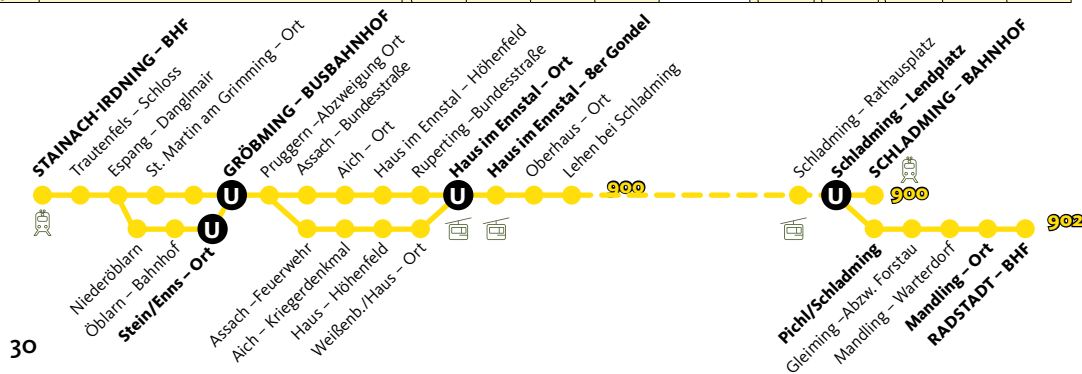 STAINACH-IRDNING – BHF
Trautenfels – Schloss
Espang – Danglmair
St. Martin am Grimming – Ort
GRÖBMING – BUSBAHNHOF
Pruggern –Abzweigung Ort
Assach – Bundesstraße
Aich – Ort
Haus im Ennstal – Höhenfeld
Ruperting –Bundesstraße
Haus im Ennstal – Ort
Haus im Ennstal – 8er Gondel
Oberhaus – Ort
Lehen bei Schladming
Schladming – Rathausplatz
Schladming – Lendplatz
SCHLADMING – BAHNHOF
U
U
900
U
900
U
902
Niederöblarn
Öblarn – Bahnhof
Stein/Enns – Ort
Assach –Feuerwehr
Aich – Kriegerdenkmal
Haus – Höhenfeld
Weißenb./Haus – Ort
Pichl/Schladming
Gleiming –Abzw. Forstau
Mandling – Warterdorf
Mandling – Ort
RADSTADT – BHF
30